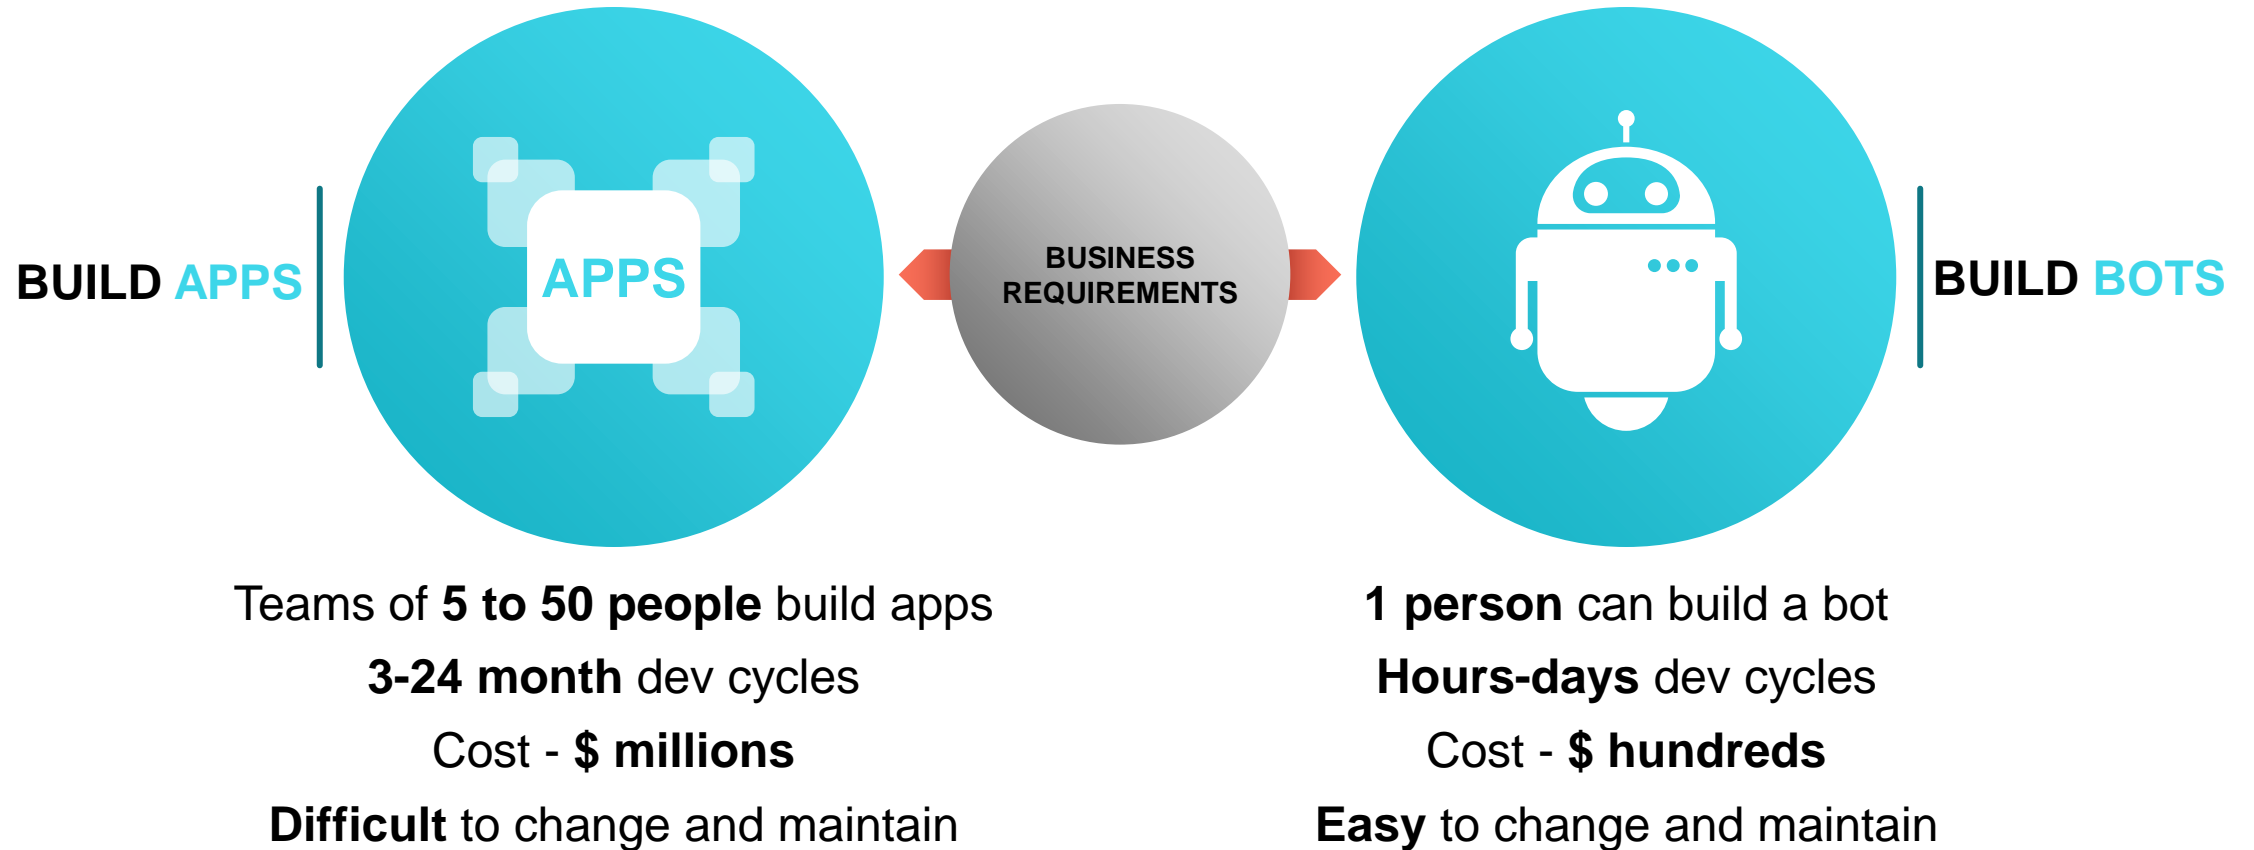 BUILD APPS
APPS
BUSINESS
REQUIREMENTS
BUILD BOTS
Teams of 5 to 50 people build apps
3-24 month dev cycles
Cost - $ millions
Difficult to change and maintain
1 person can build a bot
Hours-days dev cycles
Cost - $ hundreds
Easy to change and maintain